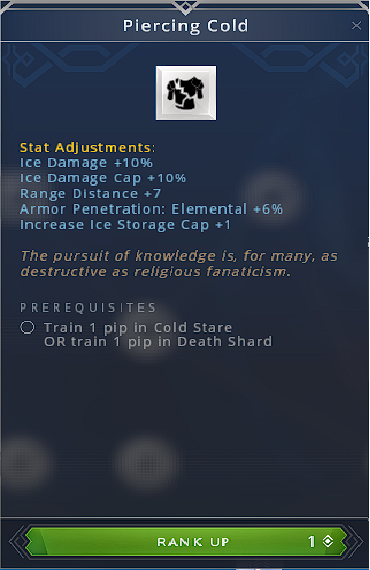 Piercing Cold
Stat Adjustments:
Ice Damage +10%
Ice Damage Cap +10%
Range Distance +7
Armor Penetration: Elemental +6%
Increase Ice Storage Cap +1
The pursuit of knowledge is, for many, as
destructive as religious fanaticism.
PREREQUISITES
Train 1 pip in Cold Stare
OR train 1 pip in Death Shard
RANK UP 1